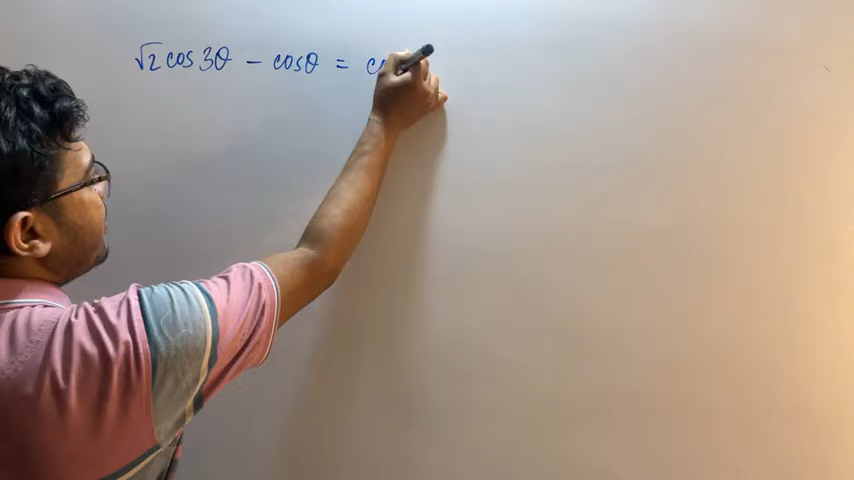 √2 cos 3θ - cosθ =